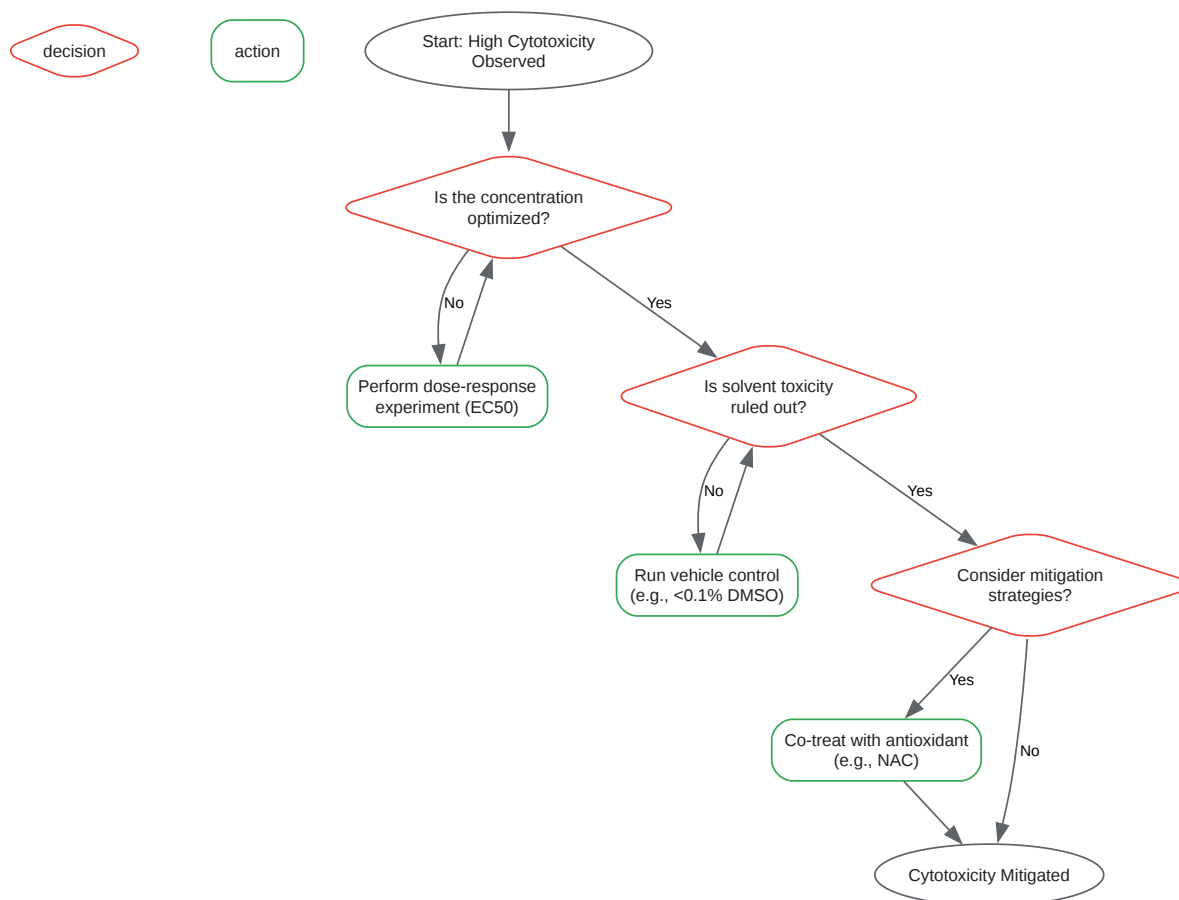 decision
action
Start: High Cytotoxicity
Observed
Is the concentration
optimized?
No
Yes
Perform dose-response
experiment (EC50)
Is solvent toxicity
ruled out?
No
Yes
Run vehicle control
(e.g., <0.1% DMSO)
Consider mitigation
strategies?
Yes
No
Co-treat with antioxidant
(e.g., NAC)
Cytotoxicity Mitigated